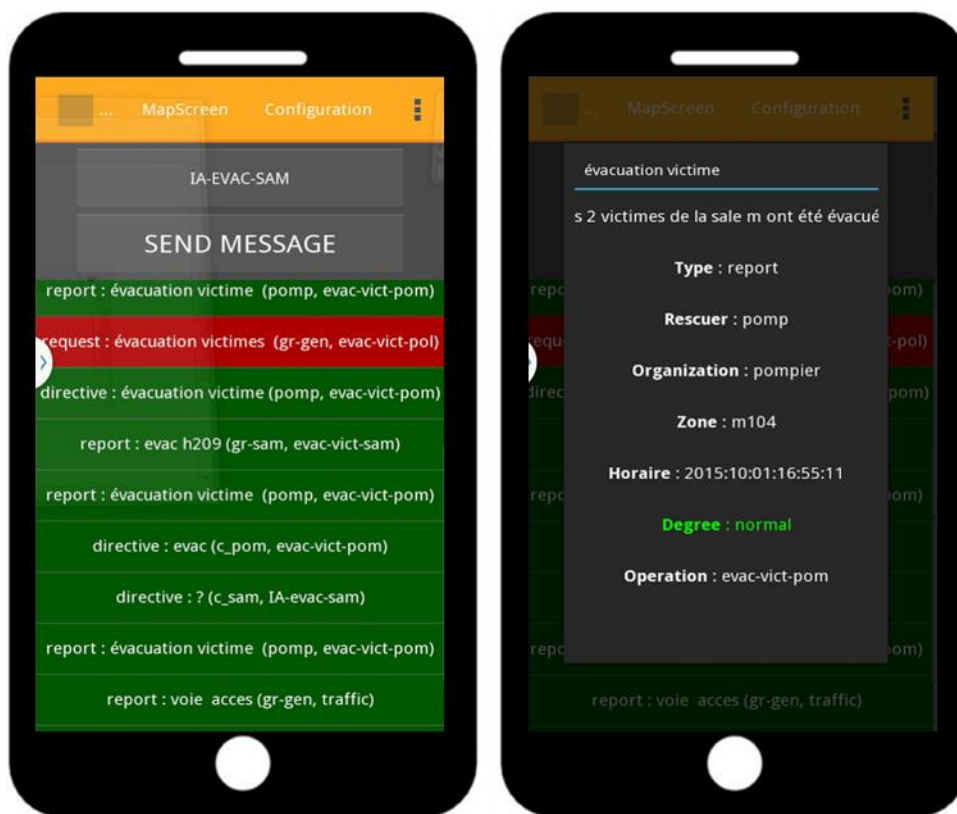 ... MapScreen Configuration
IA-EVAC-SAM
SEND MESSAGE
report : évacuation victime (pomp, evac-vict-pom)
request : évacuation victimes (gr-gen, evac-vict-pol)
directive : évacuation victime (pomp, evac-vict-pom)
report : evac h209 (gr-sam, evac-vict-sam)
report : évacuation victime (pomp, evac-vict-pom)
directive : evac (c_pom, evac-vict-pom)
directive : ? (c_sam, IA-evac-sam)
report : évacuation victime (pomp, evac-vict-pom)
report : voie acces (gr-gen, traffic)
... MapScreen Configuration
évacuation victime
s 2 victimes de la sale m ont été évacué
Type : report
Rescuer : pomp
Organization : pompier
Zone : m104
Horaire : 2015:10:01:16:55:11
Degree : normal
Operation : evac-vict-pom
report : voie acces (gr-gen, traffic)